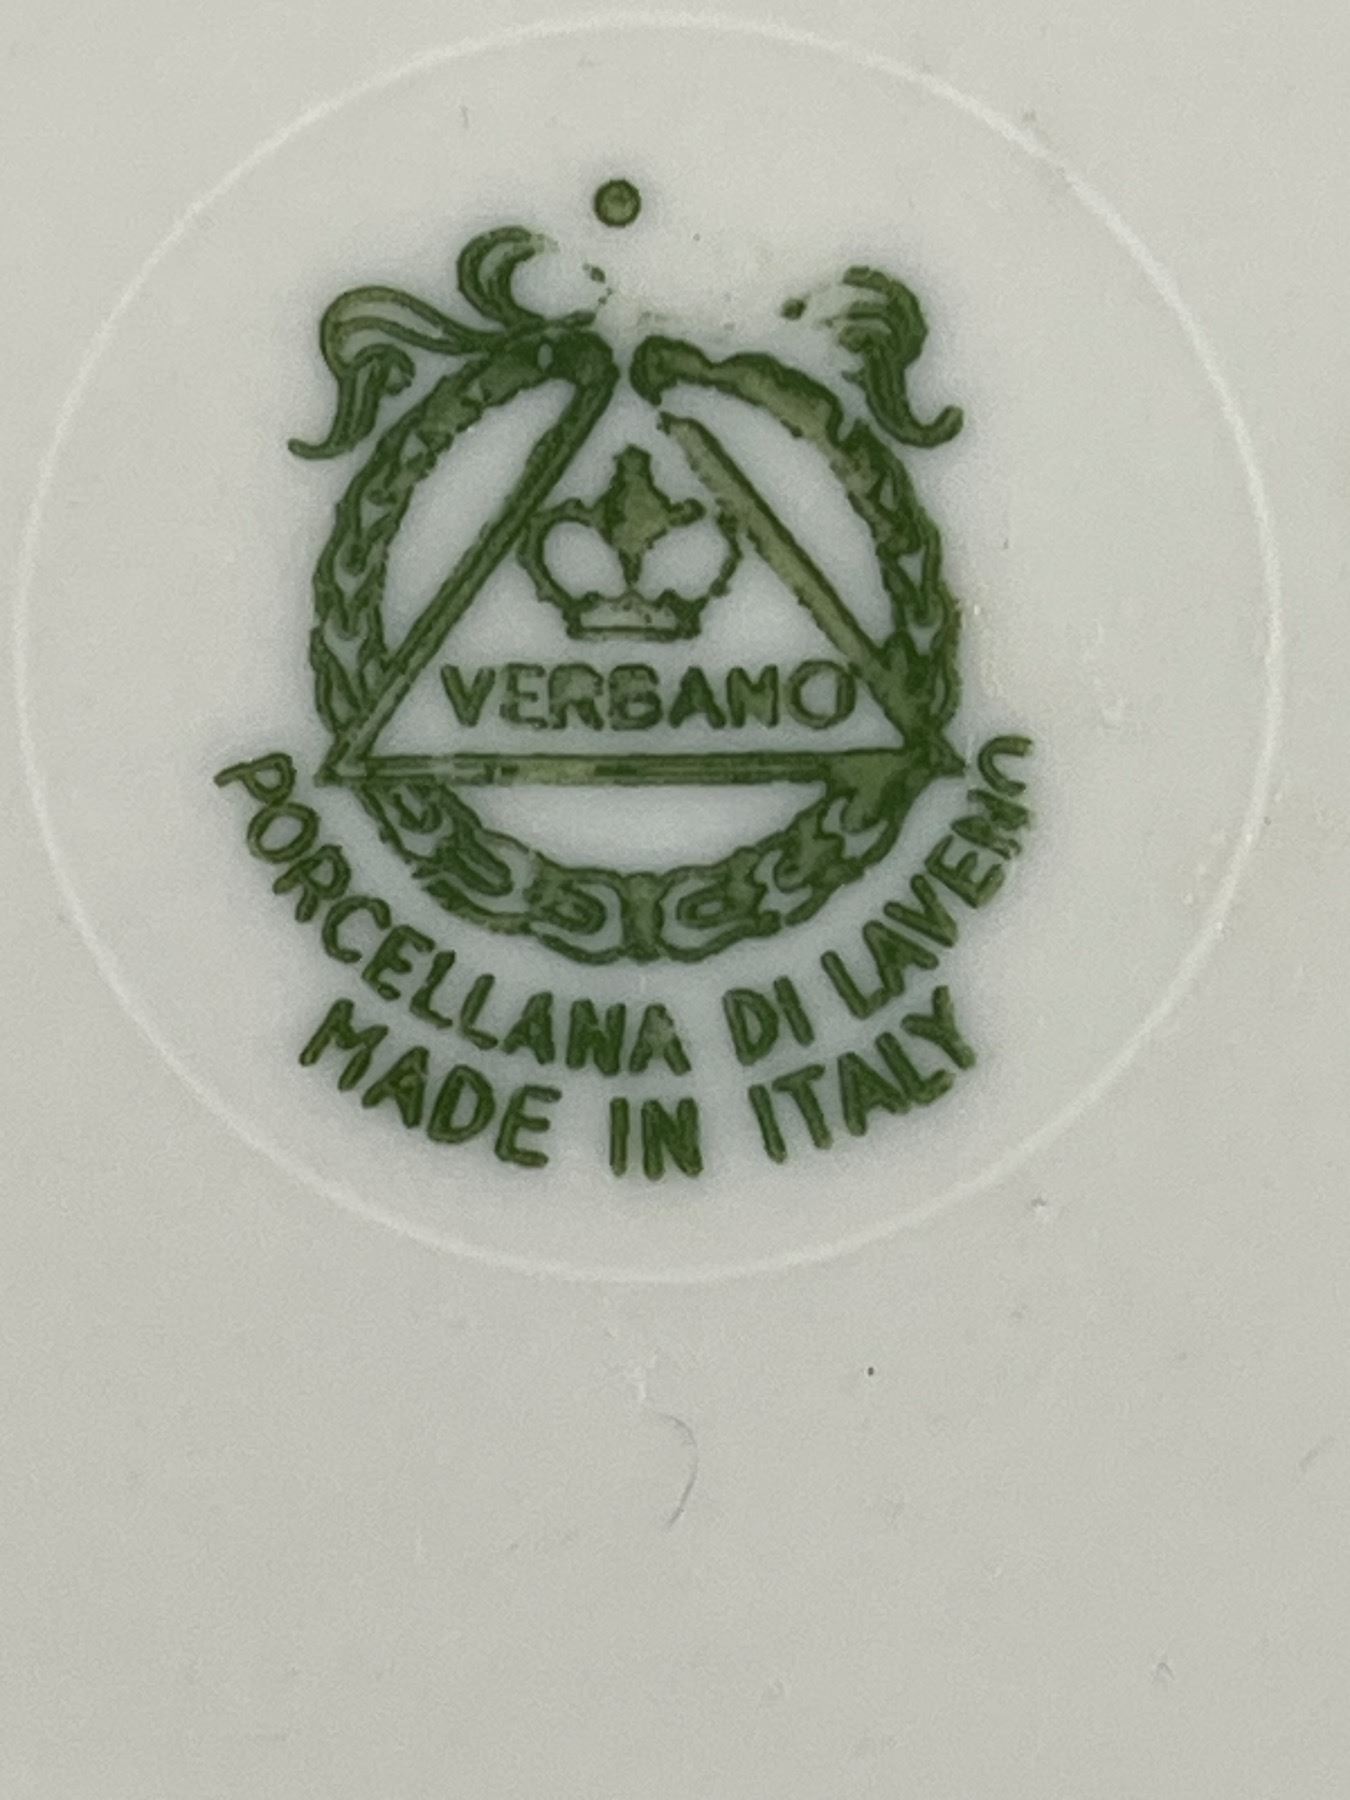 VERBANO
PORCELLANA DI LAVENO
MADE IN ITALY